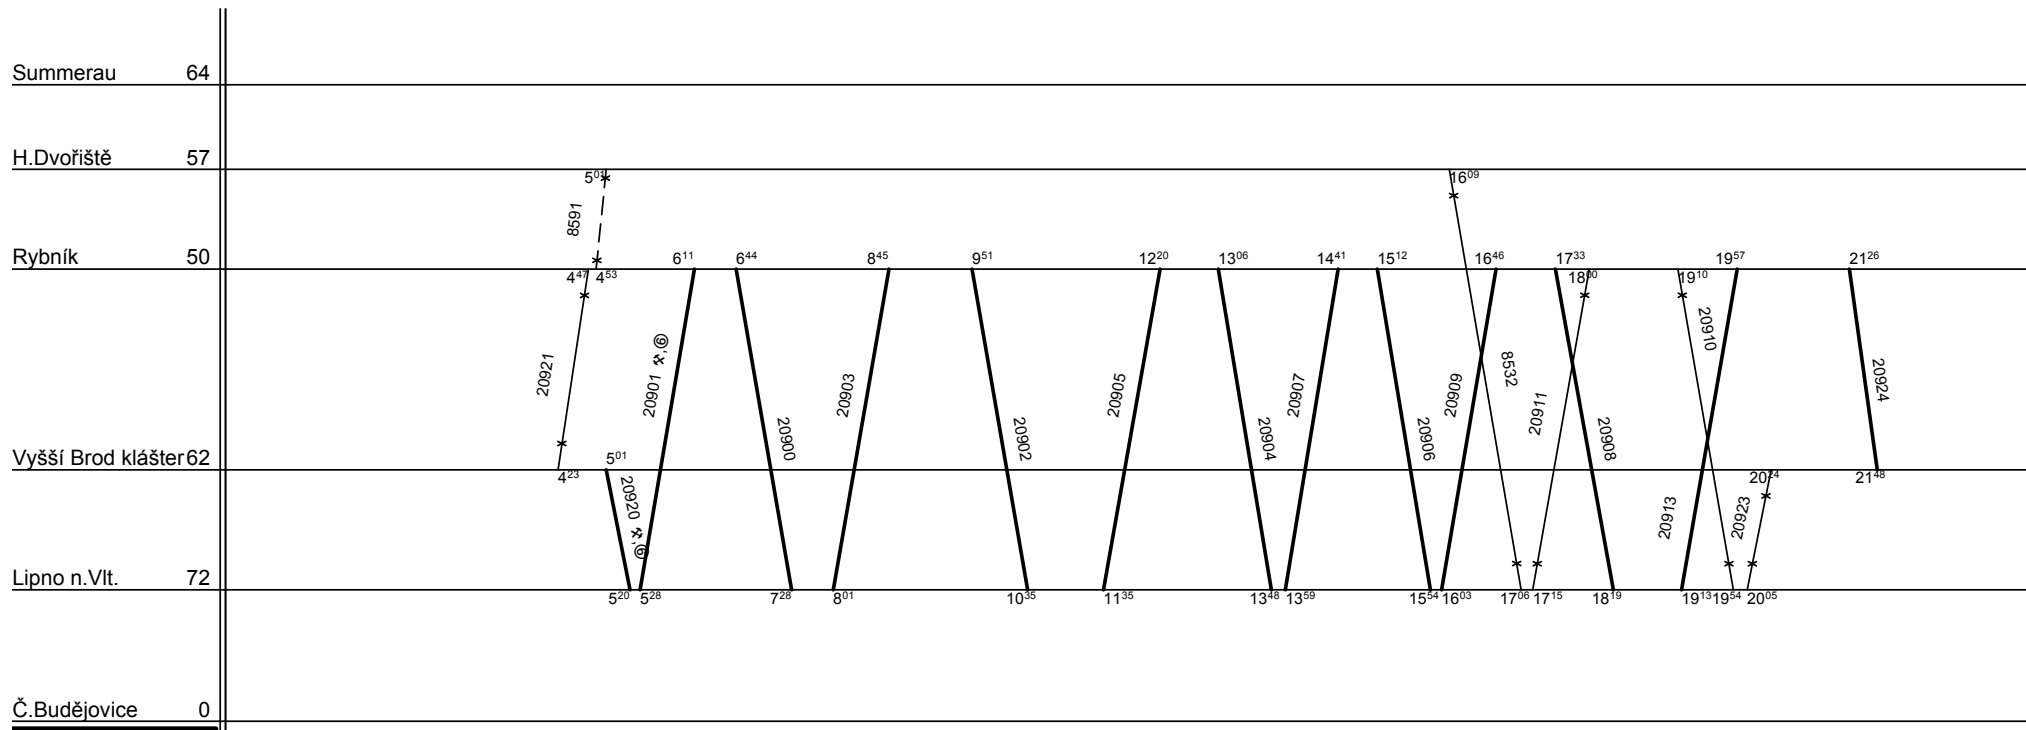 Summerau 64
H.Dvořiště 57
5⁰¹ 16⁰⁹
8591
Rybník 50
6¹¹ 6⁴⁴ 8⁴⁵ 9⁵¹ 12²⁰ 13⁰⁶ 14⁴¹ 15¹² 16⁴⁶ 17³³ 19⁵⁷ 21²⁶
4⁴⁷ 4⁵³ 18⁰⁰ 19¹⁰
20921
20901 ⚒,⑥
20900
20903
20902
20905
20904
20907
20906
20909
8532
20911
20908
20910
20924
Vyšší Brod klášter 62
5⁰¹
4²³ 20²⁴ 21⁴⁸
20920 ⚒,⑥
20913
20923
Lipno n.Vlt. 72
5²⁰ 5²⁸ 7²⁸ 8⁰¹ 10³⁵ 11³⁵ 13⁴⁸ 13⁵⁹ 15⁵⁴ 16⁰³ 17⁰⁶ 17¹⁵ 18¹⁹ 19¹³ 19⁵⁴ 20⁰⁵
Č.Budějovice 0